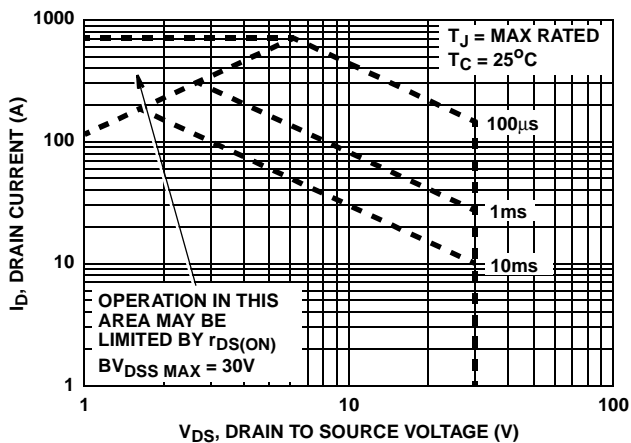 1000
100
10
1
I_D, DRAIN CURRENT (A)
T_J = MAX RATED
T_C = 25°C
100μs
1ms
10ms
OPERATION IN THIS
AREA MAY BE
LIMITED BY r_DS(ON)
BV_DSS MAX = 30V
1
10
100
V_DS, DRAIN TO SOURCE VOLTAGE (V)